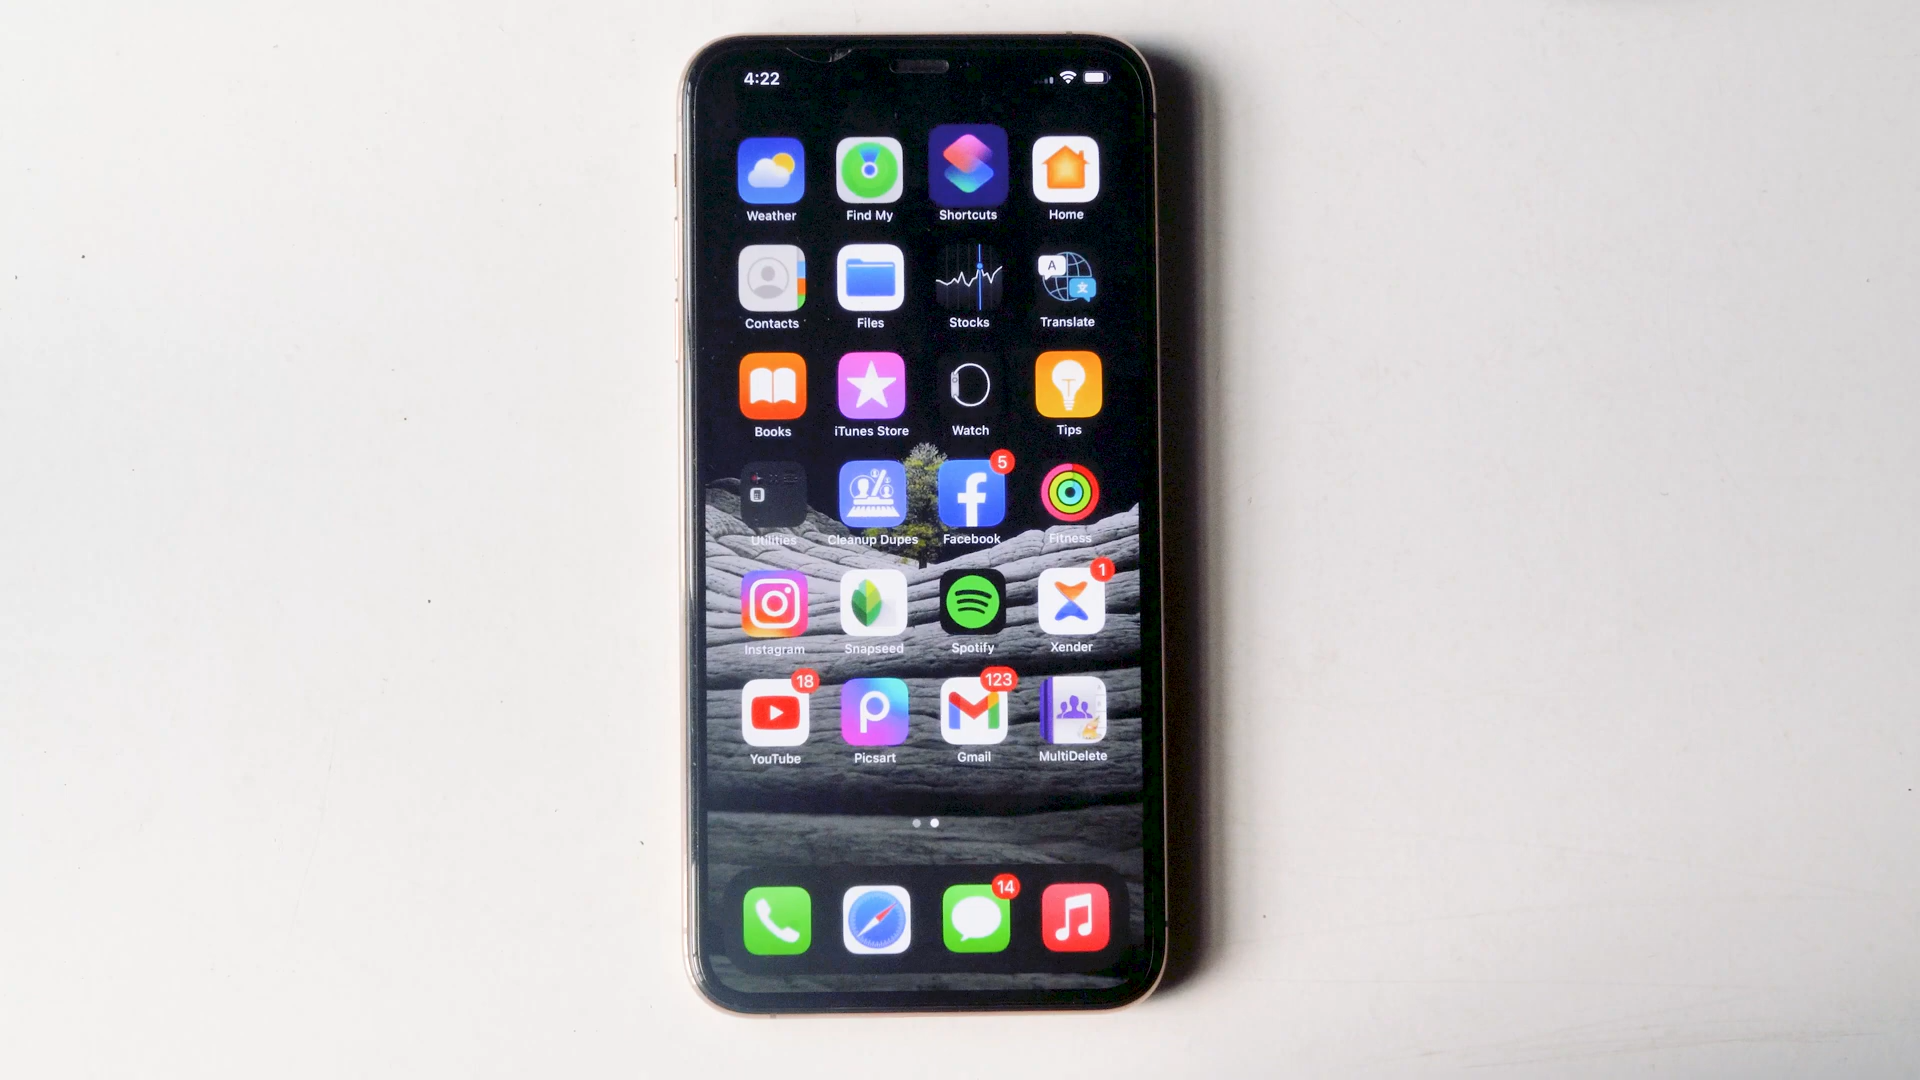 4:22
Weather Find My Shortcuts Home
A 文
Contacts Files Stocks Translate
Books iTunes Store Watch Tips
5
Utilities Cleanup Dupes Facebook Fitness
1
Instagram Snapseed Spotify Xender
18 123
YouTube Picsart Gmail MultiDelete
14